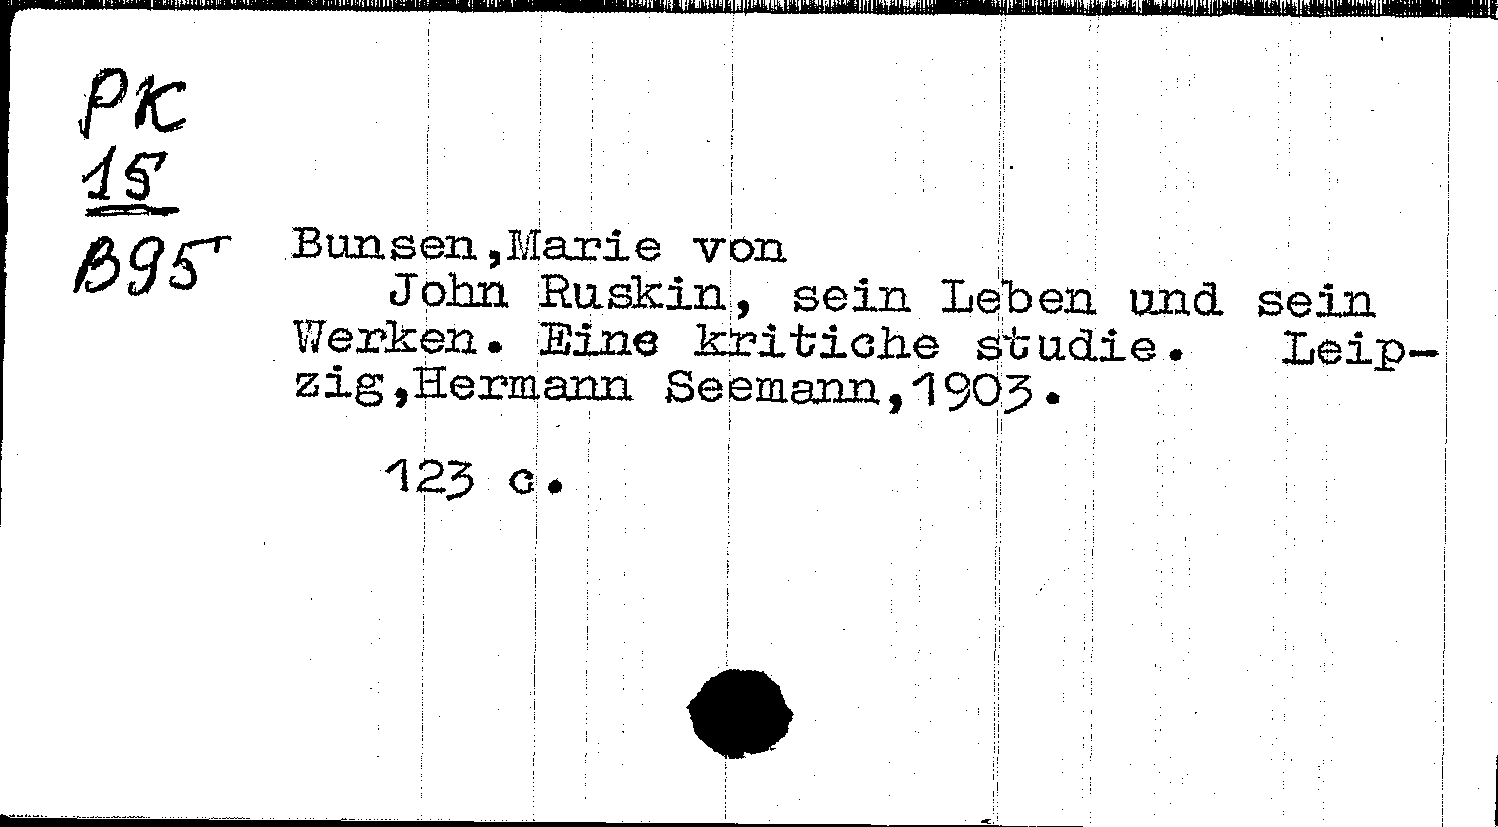 PK
15
B95
Bunsen,Marie von
John Ruskin, sein Leben und sein
Werken. Eine kritiche studie. Leip-
zig,Hermann Seemann,1903.
123 c.